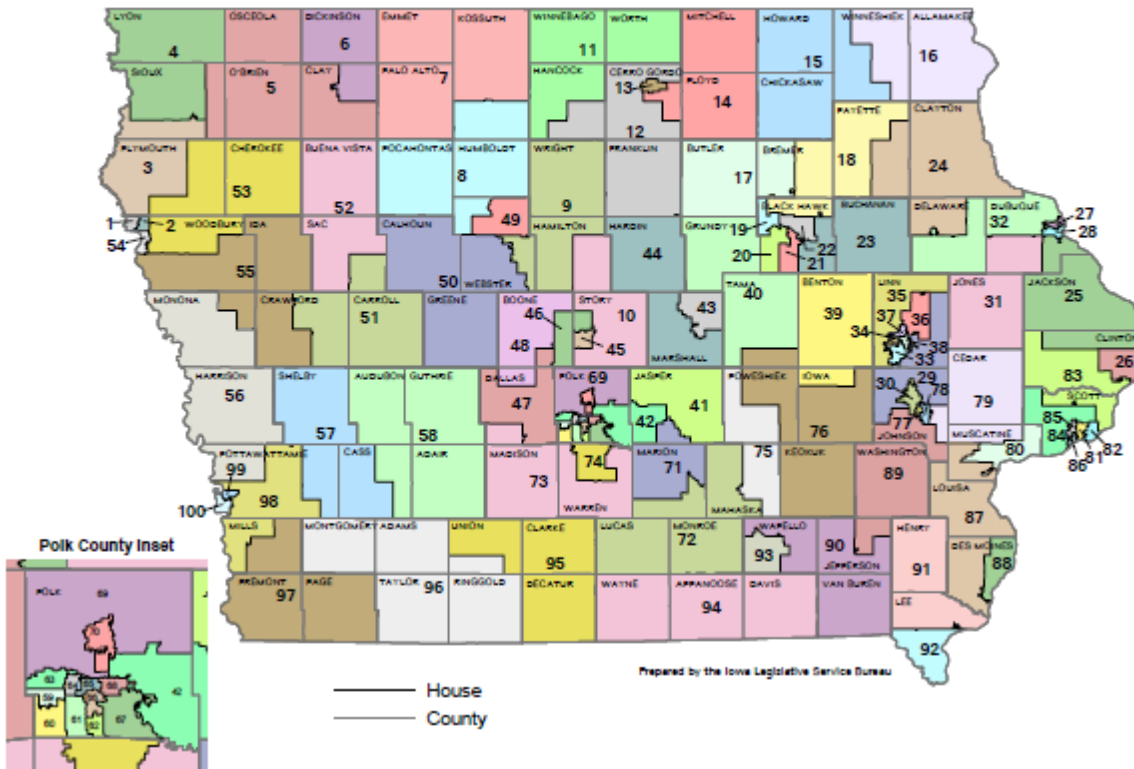 LYON OSCEOLA DICKINSON EMMET KOSSUTH WINNEBAGO WORTH MITCHELL HOWARD WINNESHIEK ALLAMAKEE
4 6 11 15 16
SIOUX O'BRIEN CLAY PALO ALTO HANCOCK CERRO GORDO FLOYD CHICKASAW
5 7 13 14
12 FAYETTE CLAYTON
PLYMOUTH CHEROKEE BUENA VISTA POCAHONTAS HUMBOLDT WRIGHT FRANKLIN BUTLER BREMER
3 53 52 8 9 17 18 24
1 2 WOODBURY IDA SAC CALHOUN 49 HAMILTON HARDIN GRUNDY BLACK HAWK BUCHANAN DELAWARE DUBUQUE
54 19 22 23 32 27 28
55 50 WEBSTER 44 20 21
MONONA CRAWFORD CARROLL GREENE BOONE STORY MARSHALL TAMA BENTON LINN JONES JACKSON
51 46 10 43 40 39 35 31 25
48 45 34 37 36 38 33 CLINTON
HARRISON SHELBY AUDUBON GUTHRIE DALLAS POLK 69 JASPER POWESHIEK IOWA CEDAR 83 26
56 57 58 47 42 41 76 30 29 78 79 SCOTT
77 JOHNSON MUSCATINE 85 84 82
POTTAWATTAMIE CASS ADAIR MADISON 74 MARION 75 KEOKUK WASHINGTON 80 86 81
99 98 73 WARREN 71 MAHASKA 89 LOUISA
100 87
MILLS MONTGOMERY ADAMS UNION CLARKE LUCAS MONROE WAPELLO 90 HENRY DES MOINES
95 72 93 JEFFERSON 91 88
FREMONT PAGE TAYLOR RINGGOLD DECATUR WAYNE APPANOOSE DAVIS VAN BUREN LEE
97 96 94 92
Polk County Inset
POLK 69
70
63 64 65 66 68 42
59
60 61 62 67
Prepared by the Iowa Legislative Service Bureau
House
County